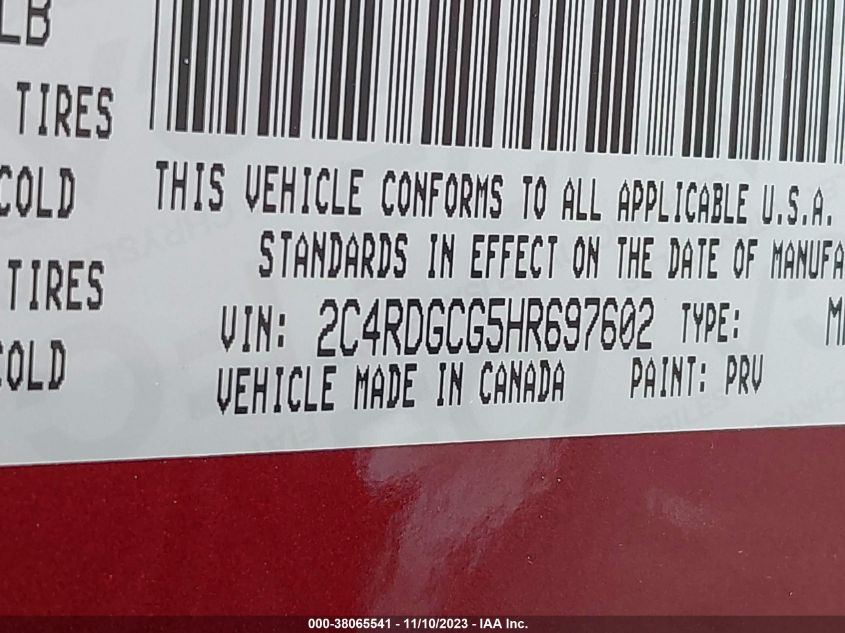 LB
TIRES
COLD
THIS VEHICLE CONFORMS TO ALL APPLICABLE U.S.A.
STANDARDS IN EFFECT ON THE DATE OF MANUFA
TIRES
VIN: 2C4RDGCG5HR697602 TYPE: M
COLD
VEHICLE MADE IN CANADA PAINT: PRV
000-38065541 - 11/10/2023 - IAA Inc.